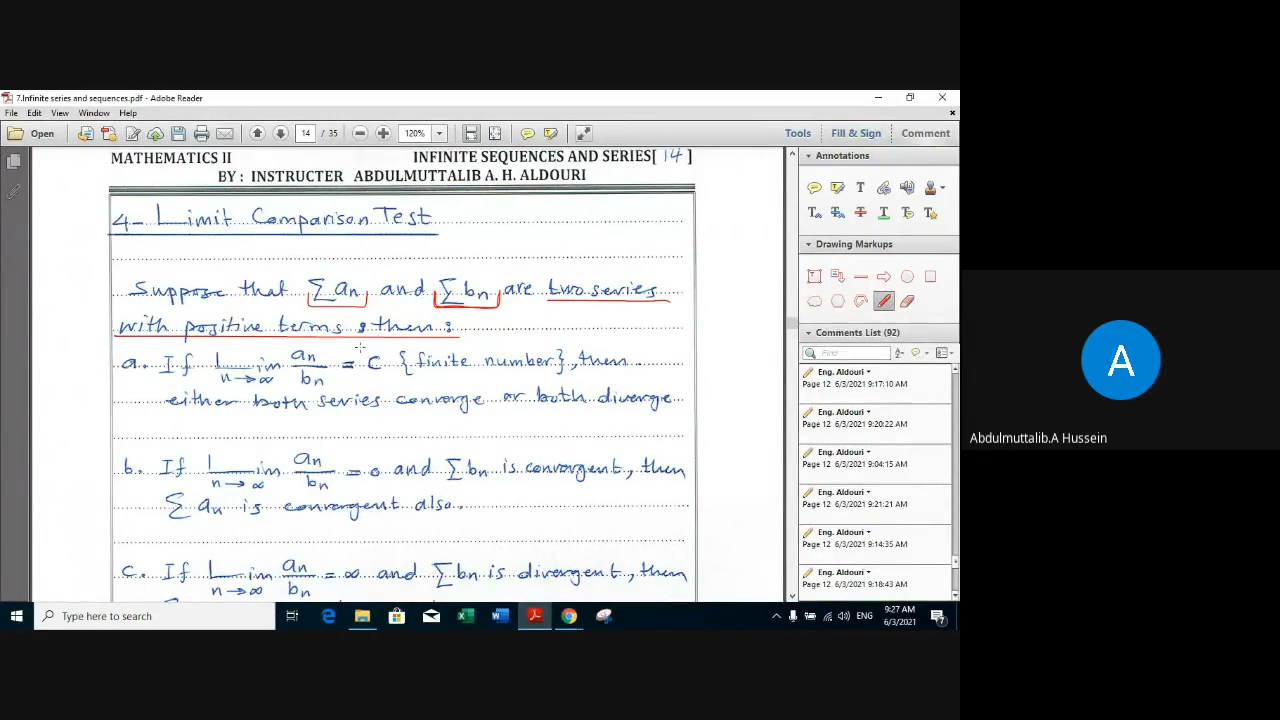 7.Infinite series and sequences.pdf - Adobe Reader
File Edit View Window Help
Open 14 / 35 120% Tools Fill & Sign Comment
MATHEMATICS II INFINITE SEQUENCES AND SERIES[ 14 ]
BY : INSTRUCTER ABDULMUTTALIB A. H. ALDOURI
4- Limit Comparison Test
Suppose that ∑ an and ∑ bn are two series
with positive terms ; then :
a. If Lim n→∞ an/bn = C {finite number}, then
either both series converge or both diverge
b. If Lim n→∞ an/bn = 0 and ∑ bn is convergent, then
∑ an is convergent also.
c. If Lim n→∞ an/bn = ∞ and ∑ bn is divergent, then
Annotations
Drawing Markups
Comments List (92)
Find
Eng. Aldouri
Page 12 6/3/2021 9:17:10 AM
Eng. Aldouri
Page 12 6/3/2021 9:20:22 AM
Eng. Aldouri
Page 12 6/3/2021 9:04:15 AM
Eng. Aldouri
Page 12 6/3/2021 9:21:21 AM
Eng. Aldouri
Page 12 6/3/2021 9:14:35 AM
Eng. Aldouri
Page 12 6/3/2021 9:18:43 AM
A
Abdulmuttalib.A Hussein
Type here to search
ENG
9:27 AM
6/3/2021